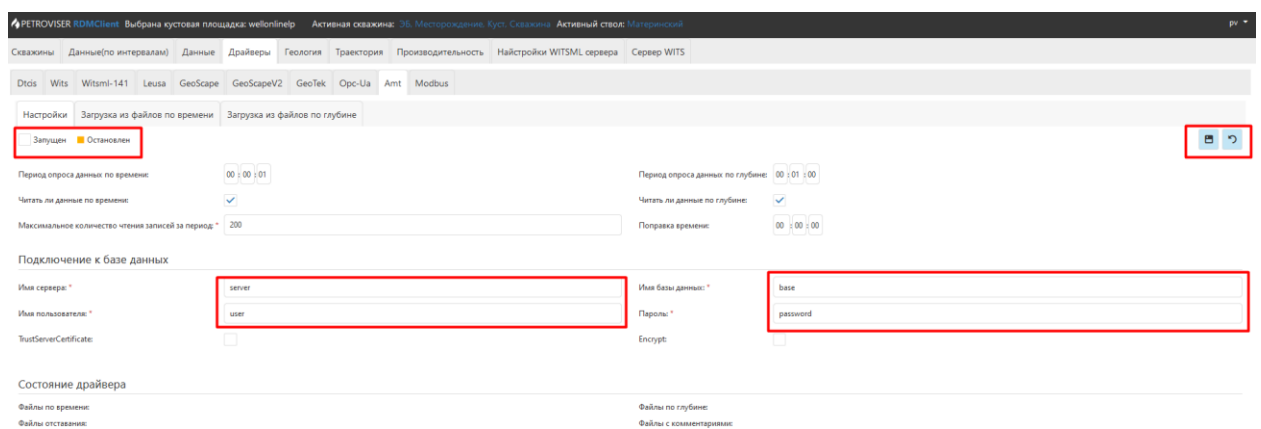 PETROVISER RDMClient Выбрана кустовая площадка: wellonlinelp Активная скважина: 36, Месторождение, Куст, Скважина Активный ствол: Материнский pv
Скважины Данные(по интервалам) Данные Драйверы Геология Траектория Производительность Найстройки WITSML сервера Сервер WITS
Dtcis Wits Witsml-141 Leusa GeoScape GeoScapeV2 GeoTek Opc-Ua Amt Modbus
Настройки Загрузка из файлов по времени Загрузка из файлов по глубине
Запущен Остановлен
Период опроса данных по времени: 00 : 00 : 01 Период опроса данных по глубине: 00 : 01 : 00
Читать ли данные по времени: Читать ли данные по глубине:
Максимальное количество чтения записей за период: * 200 Поправка времени: 00 : 00 : 00
Подключение к базе данных
Имя сервера: * server Имя базы данных: * base
Имя пользователя: * user Пароль: * password
TrustServerCertificate: Encrypt:
Состояние драйвера
Файлы по времени: Файлы по глубине:
Файлы отставания: Файлы с комментариями: